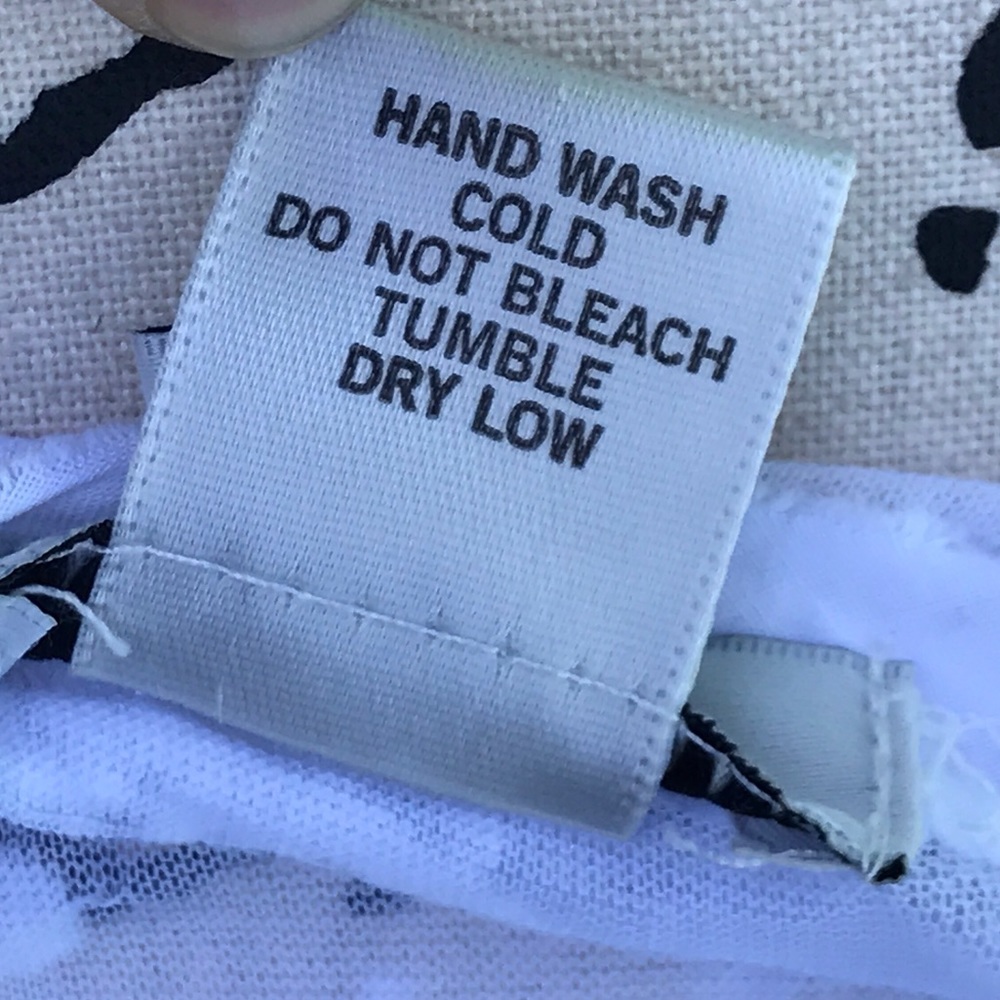 HAND WASH
COLD
DO NOT BLEACH
TUMBLE
DRY LOW